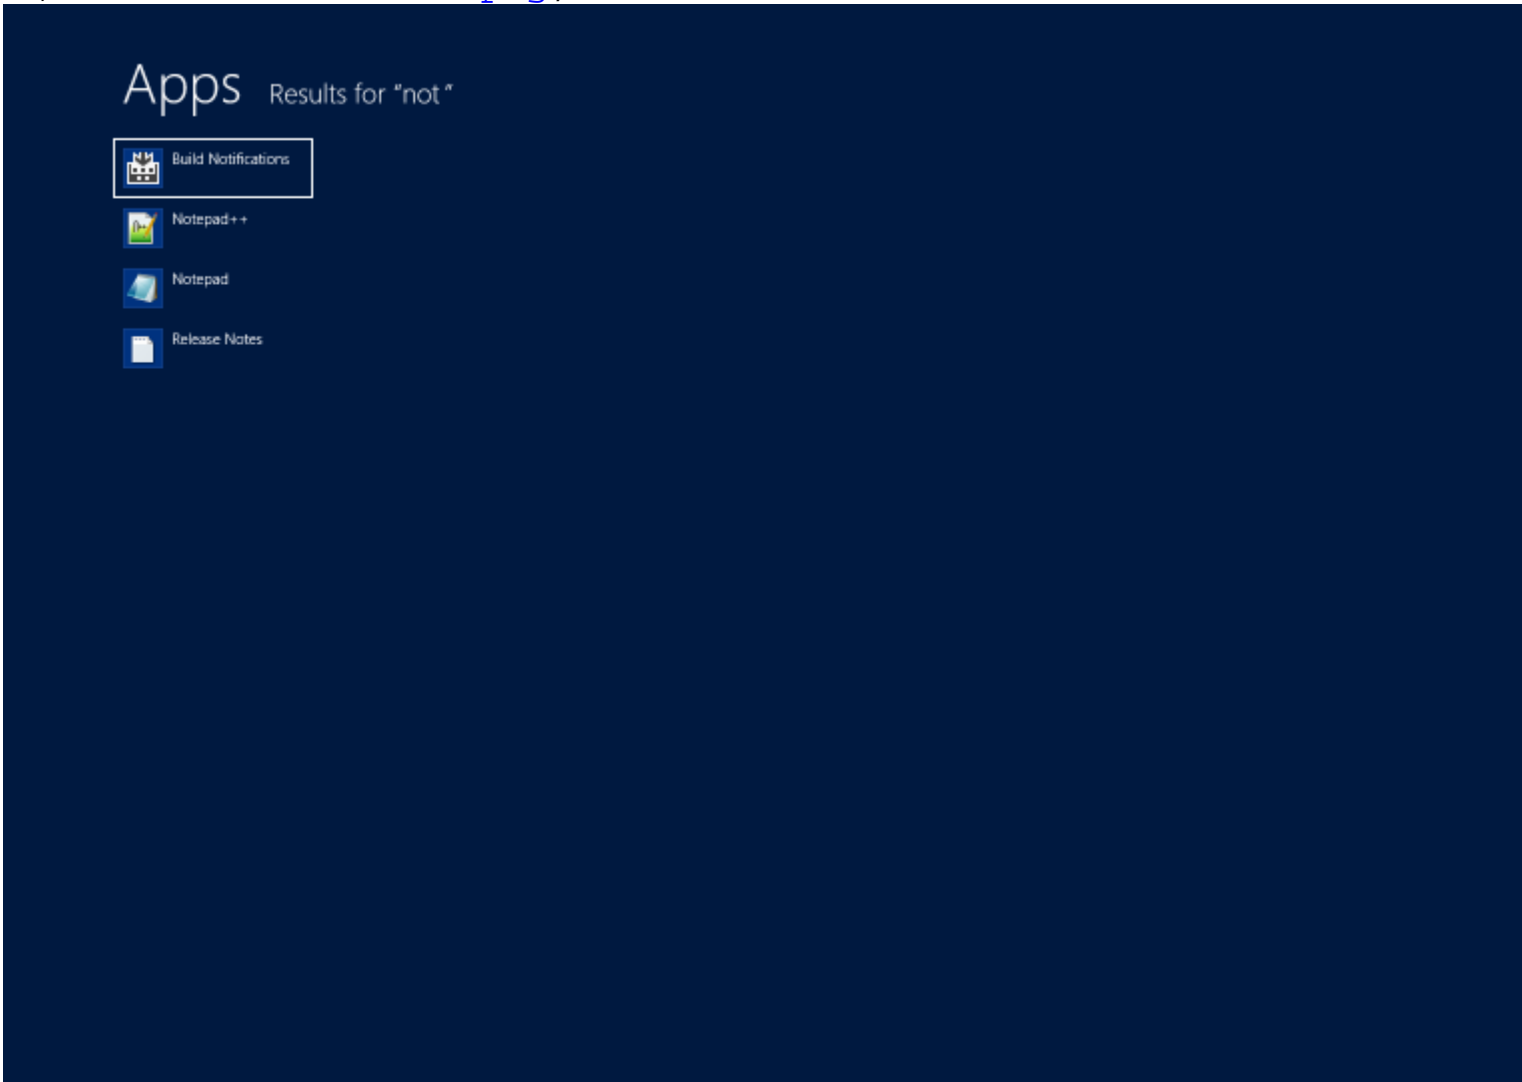 Apps Results for “not”
Build Notifications
Notepad++
Notepad
Release Notes